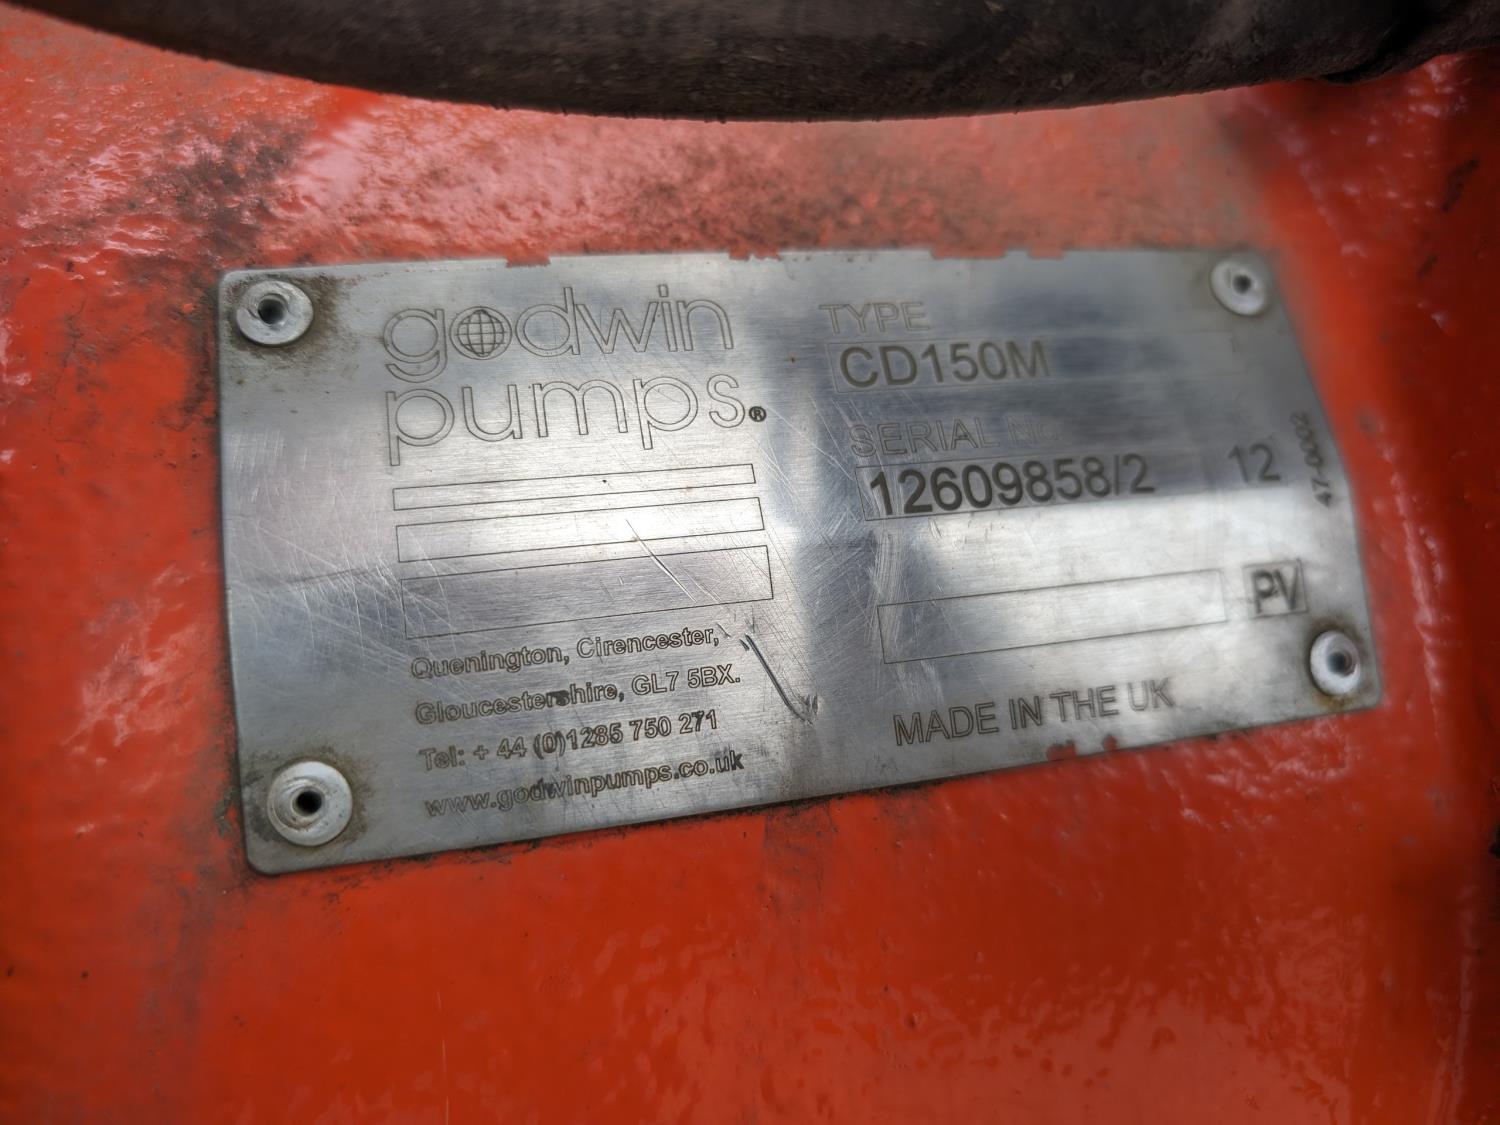 godwin
pumps®
Quenington, Cirencester,
Gloucestershire, GL7 5BX.
Tel: + 44 (0)1285 750 271
www.godwinpumps.co.uk
TYPE
CD150M
SERIAL No
12609858/2 12
47-0002
PV
MADE IN THE UK